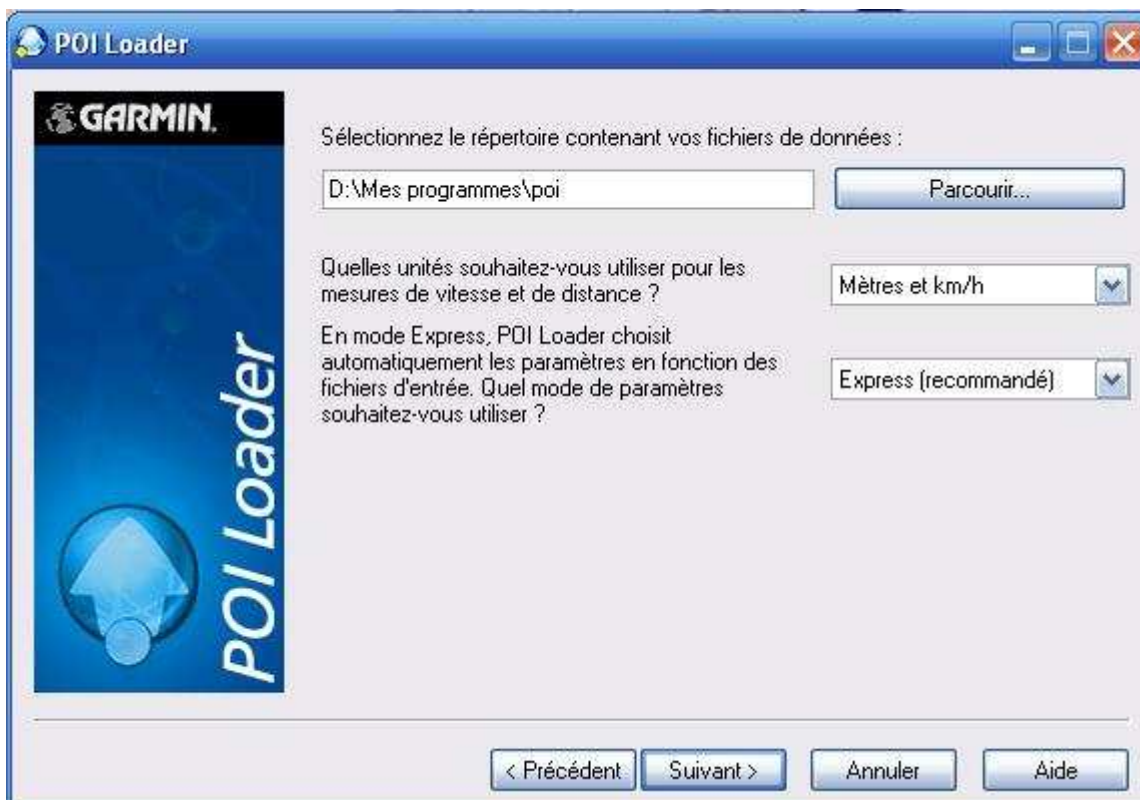 POI Loader
GARMIN.
POI Loader
Sélectionnez le répertoire contenant vos fichiers de données :
D:\Mes programmes\poi
Parcourir...
Quelles unités souhaitez-vous utiliser pour les
mesures de vitesse et de distance ?
Mètres et km/h
En mode Express, POI Loader choisit
automatiquement les paramètres en fonction des
fichiers d'entrée. Quel mode de paramètres
souhaitez-vous utiliser ?
Express (recommandé)
< Précédent
Suivant >
Annuler
Aide